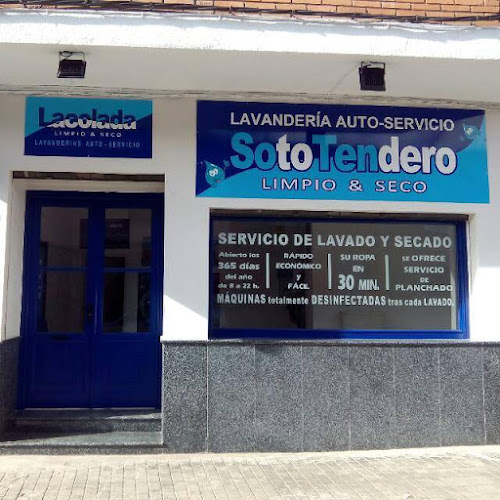 Lacolada
LIMPIO & SECO
LAVANDERIAS AUTO-SERVICIO
LAVANDERÍA AUTO-SERVICIO
SotoTendero
LIMPIO & SECO
SERVICIO DE LAVADO Y SECADO
Abierto los
365 días
del año
de 8 a 22 h.
RÁPIDO
ECONÓMICO
y
FÁCIL
SU ROPA
EN
30 MIN.
SE OFRECE
SERVICIO
DE
PLANCHADO
MÁQUINAS totalmente DESINFECTADAS tras cada LAVADO.